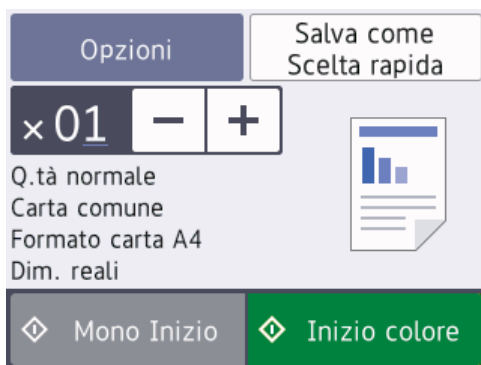 Opzioni
Salva come
Scelta rapida
×01 − +
Q.tà normale
Carta comune
Formato carta A4
Dim. reali
Mono Inizio
Inizio colore